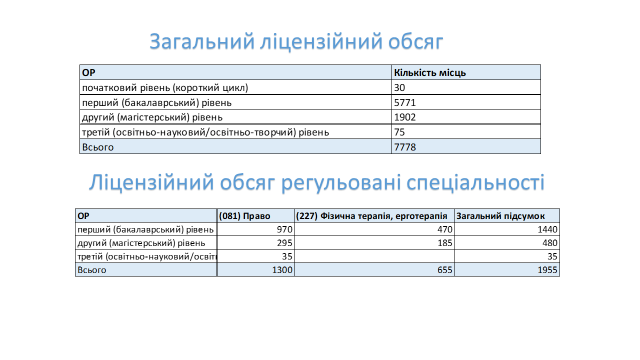 Загальний ліцензійний обсяг
ОР Кількість місць
початковий рівень (короткий цикл) 30
перший (бакалаврський) рівень 5771
другий (магістерський) рівень 1902
третій (освітньо-науковий/освітньо-творчий) рівень 75
Всього 7778
Ліцензійний обсяг регульовані спеціальності
ОР (081) Право (227) Фізична терапія, ерготерапія Загальний підсумок
перший (бакалаврський) рівень 970 470 1440
другий (магістерський) рівень 295 185 480
третій (освітньо-науковий/освіт 35 35
Всього 1300 655 1955